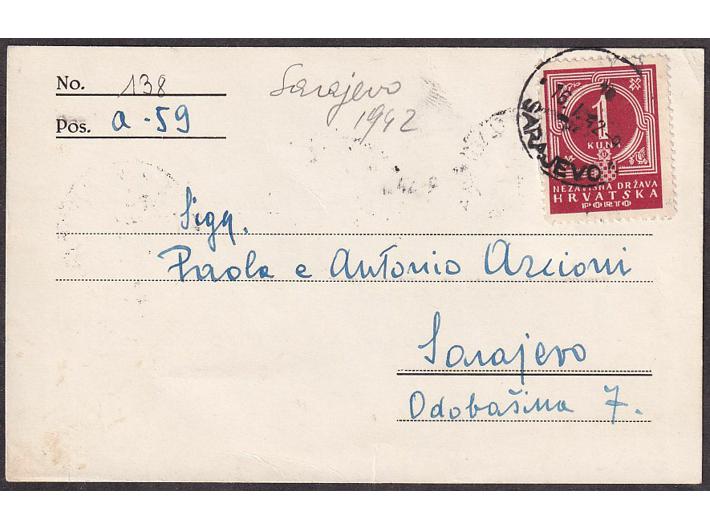 No. 138
Pos. a-59
Sarajevo
1942
SARAJEVO
1
KUNA
NEZAVISNA DRŽAVA
HRVATSKA
PORTO
Sigg.
Paola e Antonio Arcioni
Sarajevo
Odobašina 7.